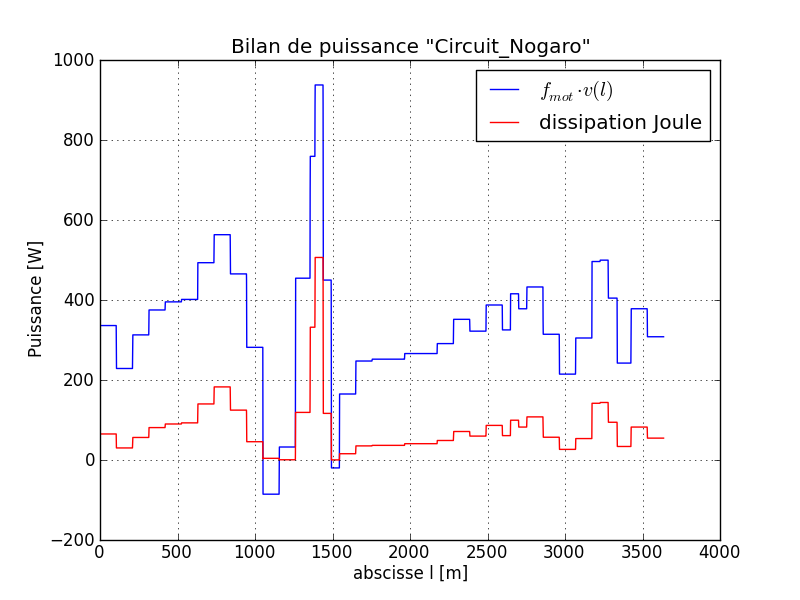 Bilan de puissance "Circuit_Nogaro"
1000
800
600
400
200
0
−200
Puissance [W]
f_mot·v(l)
dissipation Joule
0 500 1000 1500 2000 2500 3000 3500 4000
abscisse l [m]